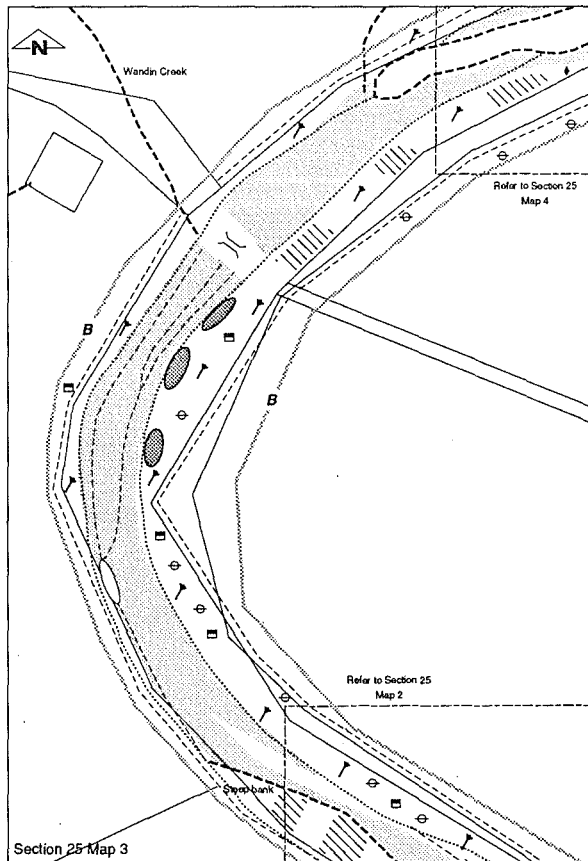 N
Wandin Creek
Refer to Section 25
Map 4
B
B
Refer to Section 25
Map 2
Steep bank
Section 25 Map 3